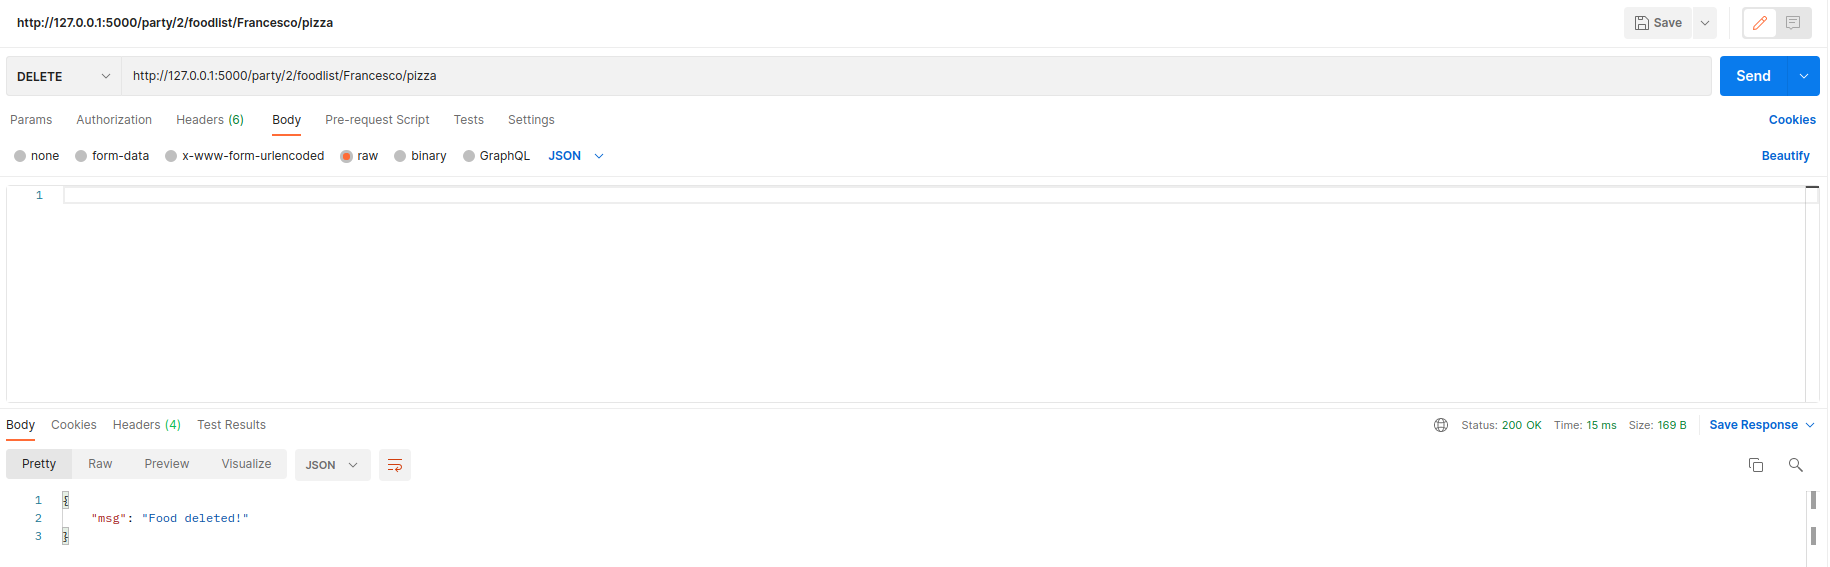 http://127.0.0.1:5000/party/2/foodlist/Francesco/pizza
Save
DELETE
http://127.0.0.1:5000/party/2/foodlist/Francesco/pizza
Send
Params Authorization Headers (6) Body Pre-request Script Tests Settings Cookies
none form-data x-www-form-urlencoded raw binary GraphQL JSON Beautify
1
Body Cookies Headers (4) Test Results Status: 200 OK Time: 15 ms Size: 169 B Save Response
Pretty Raw Preview Visualize JSON
1 {
2 "msg": "Food deleted!"
3 }